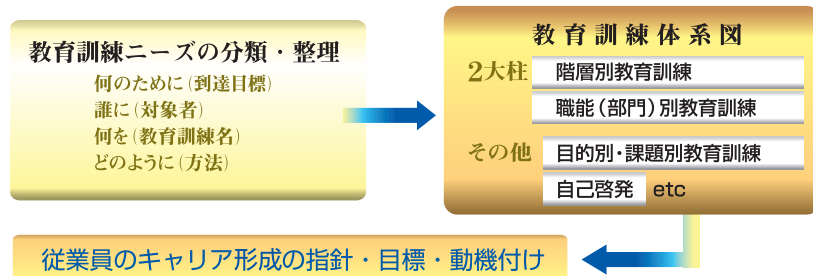 教育訓練ニーズの分類・整理
何のために(到達目標)
誰に(対象者)
何を(教育訓練名)
どのように(方法)
教育訓練体系図
2大柱 階層別教育訓練
職能(部門)別教育訓練
その他 目的別・課題別教育訓練
自己啓発 etc
従業員のキャリア形成の指針・目標・動機付け